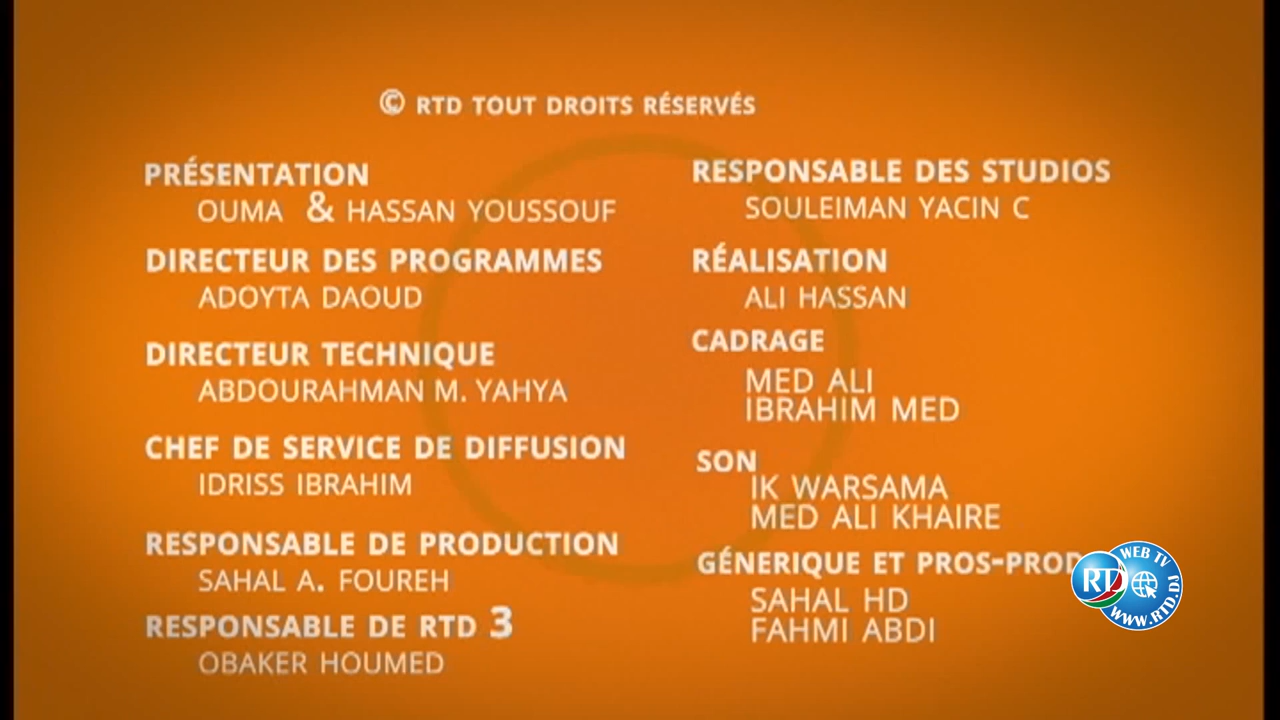 © RTD TOUT DROITS RÉSERVÉS
PRÉSENTATION
OUMA & HASSAN YOUSSOUF
DIRECTEUR DES PROGRAMMES
ADOYTA DAOUD
DIRECTEUR TECHNIQUE
ABDOURAHMAN M. YAHYA
CHEF DE SERVICE DE DIFFUSION
IDRISS IBRAHIM
RESPONSABLE DE PRODUCTION
SAHAL A. FOUREH
RESPONSABLE DE RTD 3
OBAKER HOUMED
RESPONSABLE DES STUDIOS
SOULEIMAN YACIN C
RÉALISATION
ALI HASSAN
CADRAGE
MED ALI
IBRAHIM MED
SON
IK WARSAMA
MED ALI KHAIRE
GÉNERIQUE ET PROS-PROD
SAHAL HD
FAHMI ABDI
WEB TV
RTD
WWW.RTD.DJ